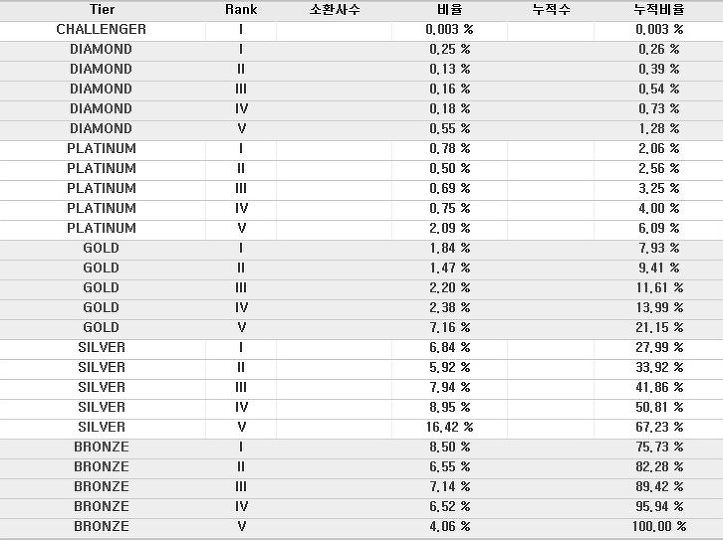 Tier Rank 소환사수 비율 누적수 누적비율
CHALLENGER I 0,003 % 0,003 %
DIAMOND I 0,25 % 0,26 %
DIAMOND II 0,13 % 0,39 %
DIAMOND III 0,16 % 0,54 %
DIAMOND IV 0,18 % 0,73 %
DIAMOND V 0,55 % 1,28 %
PLATINUM I 0,78 % 2,06 %
PLATINUM II 0,50 % 2,56 %
PLATINUM III 0,69 % 3,25 %
PLATINUM IV 0,75 % 4,00 %
PLATINUM V 2,09 % 6,09 %
GOLD I 1,84 % 7,93 %
GOLD II 1,47 % 9,41 %
GOLD III 2,20 % 11,61 %
GOLD IV 2,38 % 13,99 %
GOLD V 7,16 % 21,15 %
SILVER I 6,84 % 27,99 %
SILVER II 5,92 % 33,92 %
SILVER III 7,94 % 41,86 %
SILVER IV 8,95 % 50,81 %
SILVER V 16,42 % 67,23 %
BRONZE I 8,50 % 75,73 %
BRONZE II 6,55 % 82,28 %
BRONZE III 7,14 % 89,42 %
BRONZE IV 6,52 % 95,94 %
BRONZE V 4,06 % 100,00 %